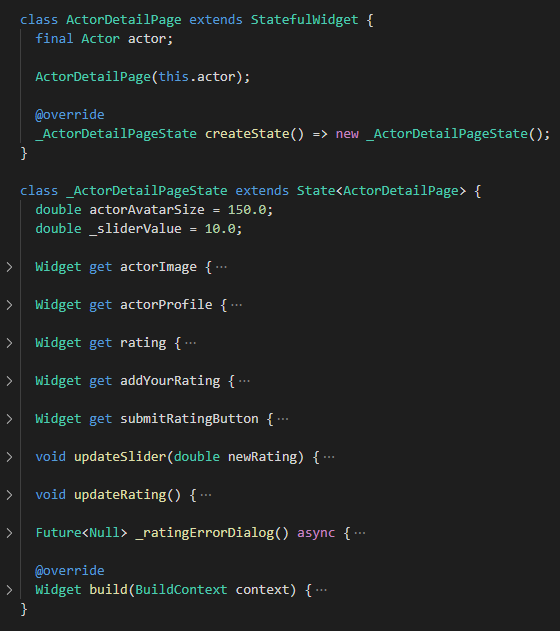 class ActorDetailPage extends StatefulWidget {
  final Actor actor;

  ActorDetailPage(this.actor);

  @override
  _ActorDetailPageState createState() => new _ActorDetailPageState();
}

class _ActorDetailPageState extends State<ActorDetailPage> {
  double actorAvatarSize = 150.0;
  double _sliderValue = 10.0;

  Widget get actorImage {…

  Widget get actorProfile {…

  Widget get rating {…

  Widget get addYourRating {…

  Widget get submitRatingButton {…

  void updateSlider(double newRating) {…

  void updateRating() {…

  Future<Null> _ratingErrorDialog() async {…

  @override
  Widget build(BuildContext context) {…
}